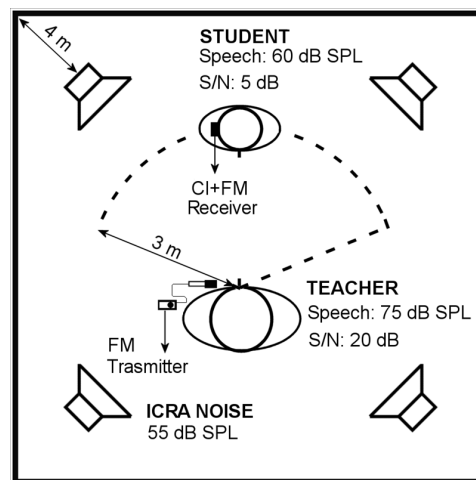 4 m
STUDENT
Speech: 60 dB SPL
S/N: 5 dB
CI+FM
Receiver
3 m
TEACHER
Speech: 75 dB SPL
S/N: 20 dB
FM
Trasmitter
ICRA NOISE
55 dB SPL